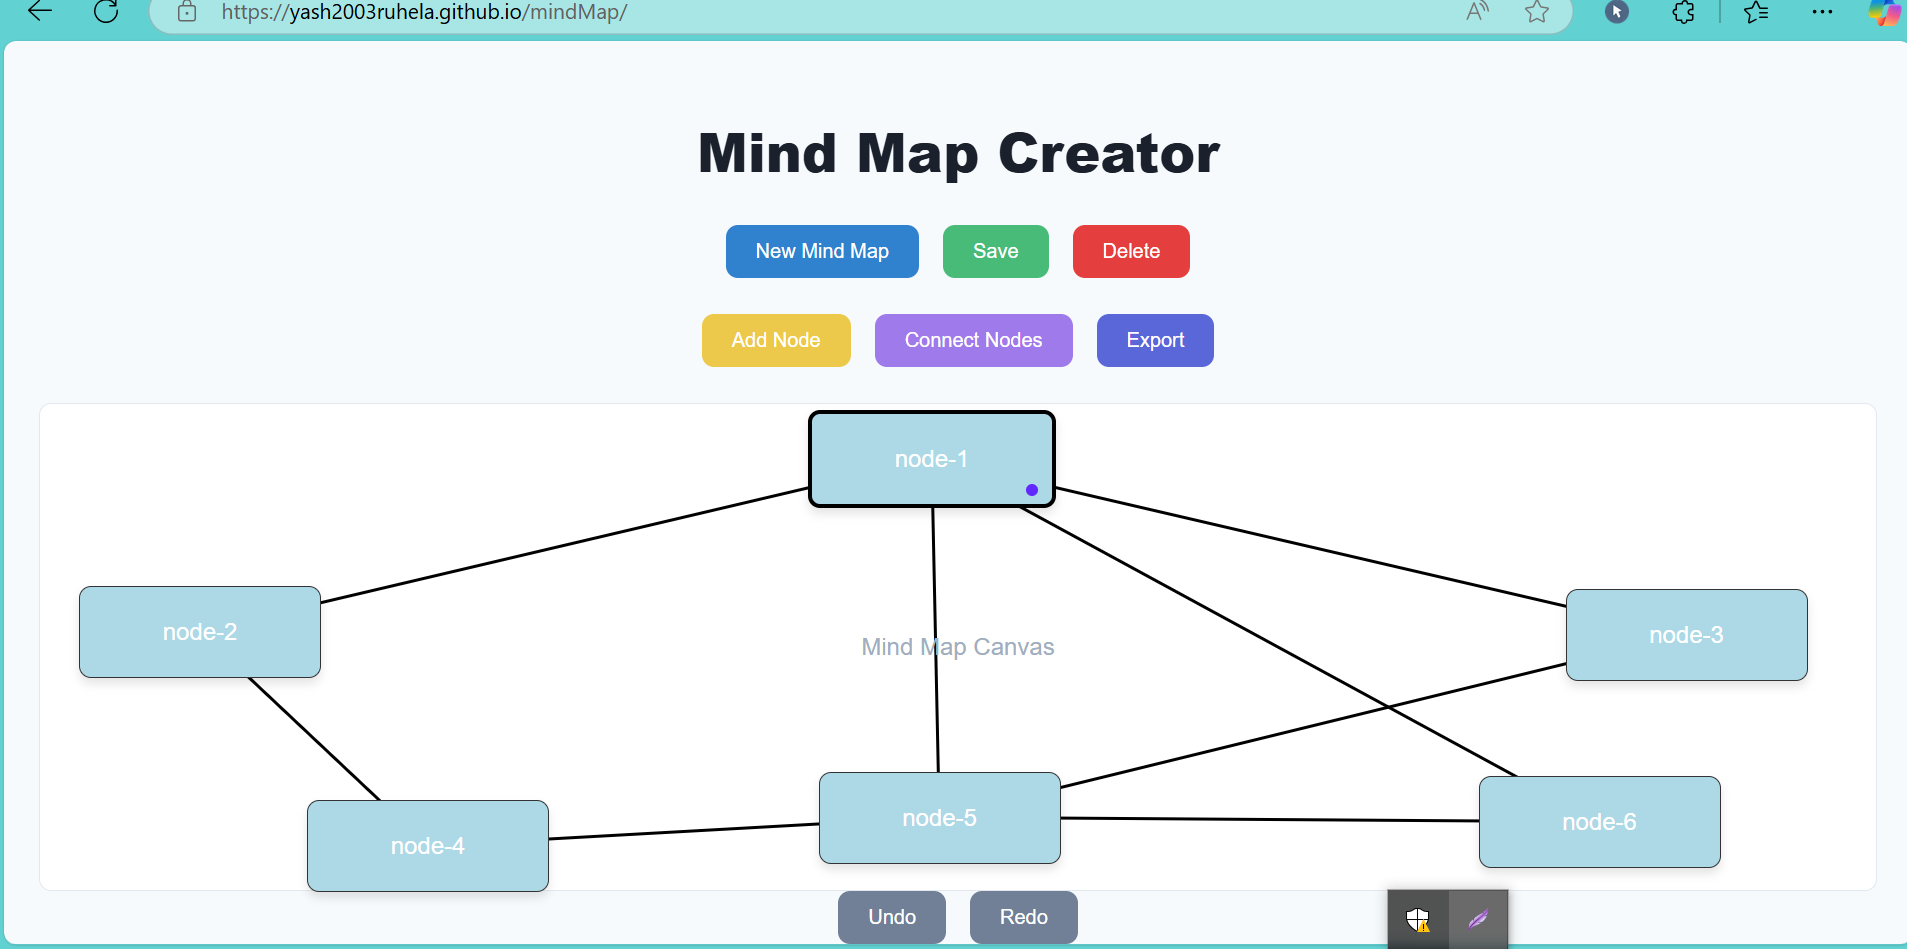 https://yash2003ruhela.github.io/mindMap/
Mind Map Creator
New Mind Map Save Delete
Add Node Connect Nodes Export
node-1
node-2
node-3
Mind Map Canvas
node-4
node-5
node-6
Undo Redo